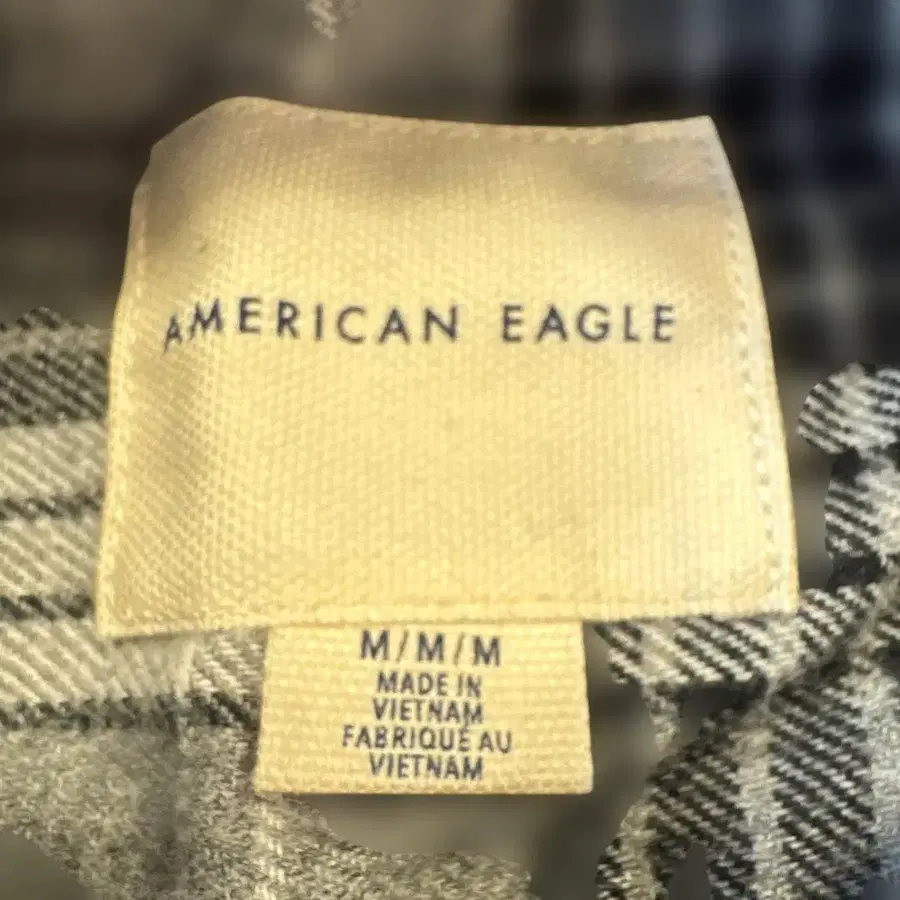 AMERICAN EAGLE
M/M/M
MADE IN
VIETNAM
FABRIQUÉ AU
VIETNAM